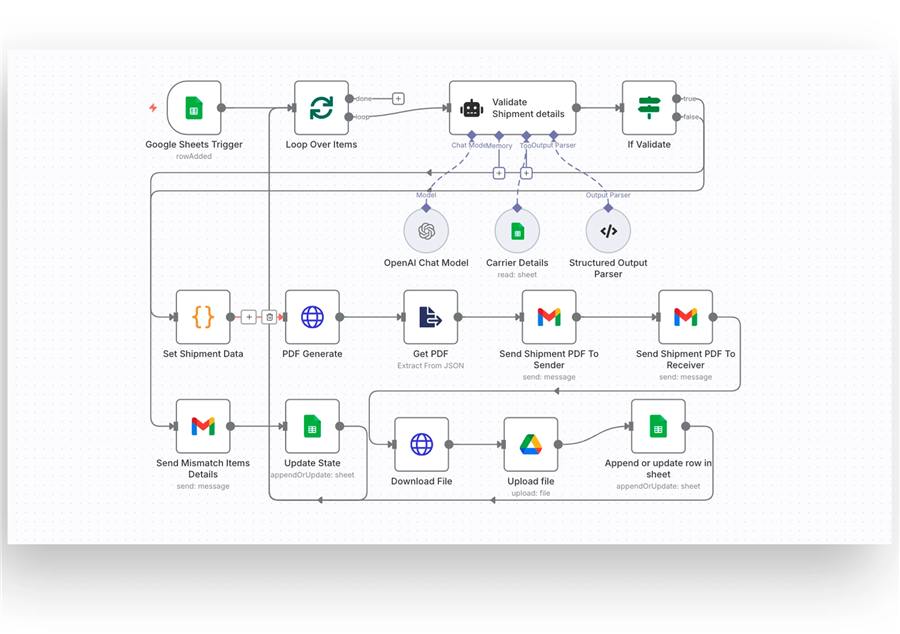 done
loop
Validate
Shipment details
true
false
Google Sheets Trigger
rowAdded
Loop Over Items
If Validate
Chat Model
Memory
Tool
Output Parser
Model
Output Parser
OpenAI Chat Model
Carrier Details
read: sheet
Structured Output
Parser
Set Shipment Data
PDF Generate
Get PDF
Extract From JSON
Send Shipment PDF To
Sender
send: message
Send Shipment PDF To
Receiver
send: message
Send Mismatch Items
Details
send: message
Update State
appendOrUpdate: sheet
Download File
Upload file
upload: file
Append or update row in
sheet
appendOrUpdate: sheet